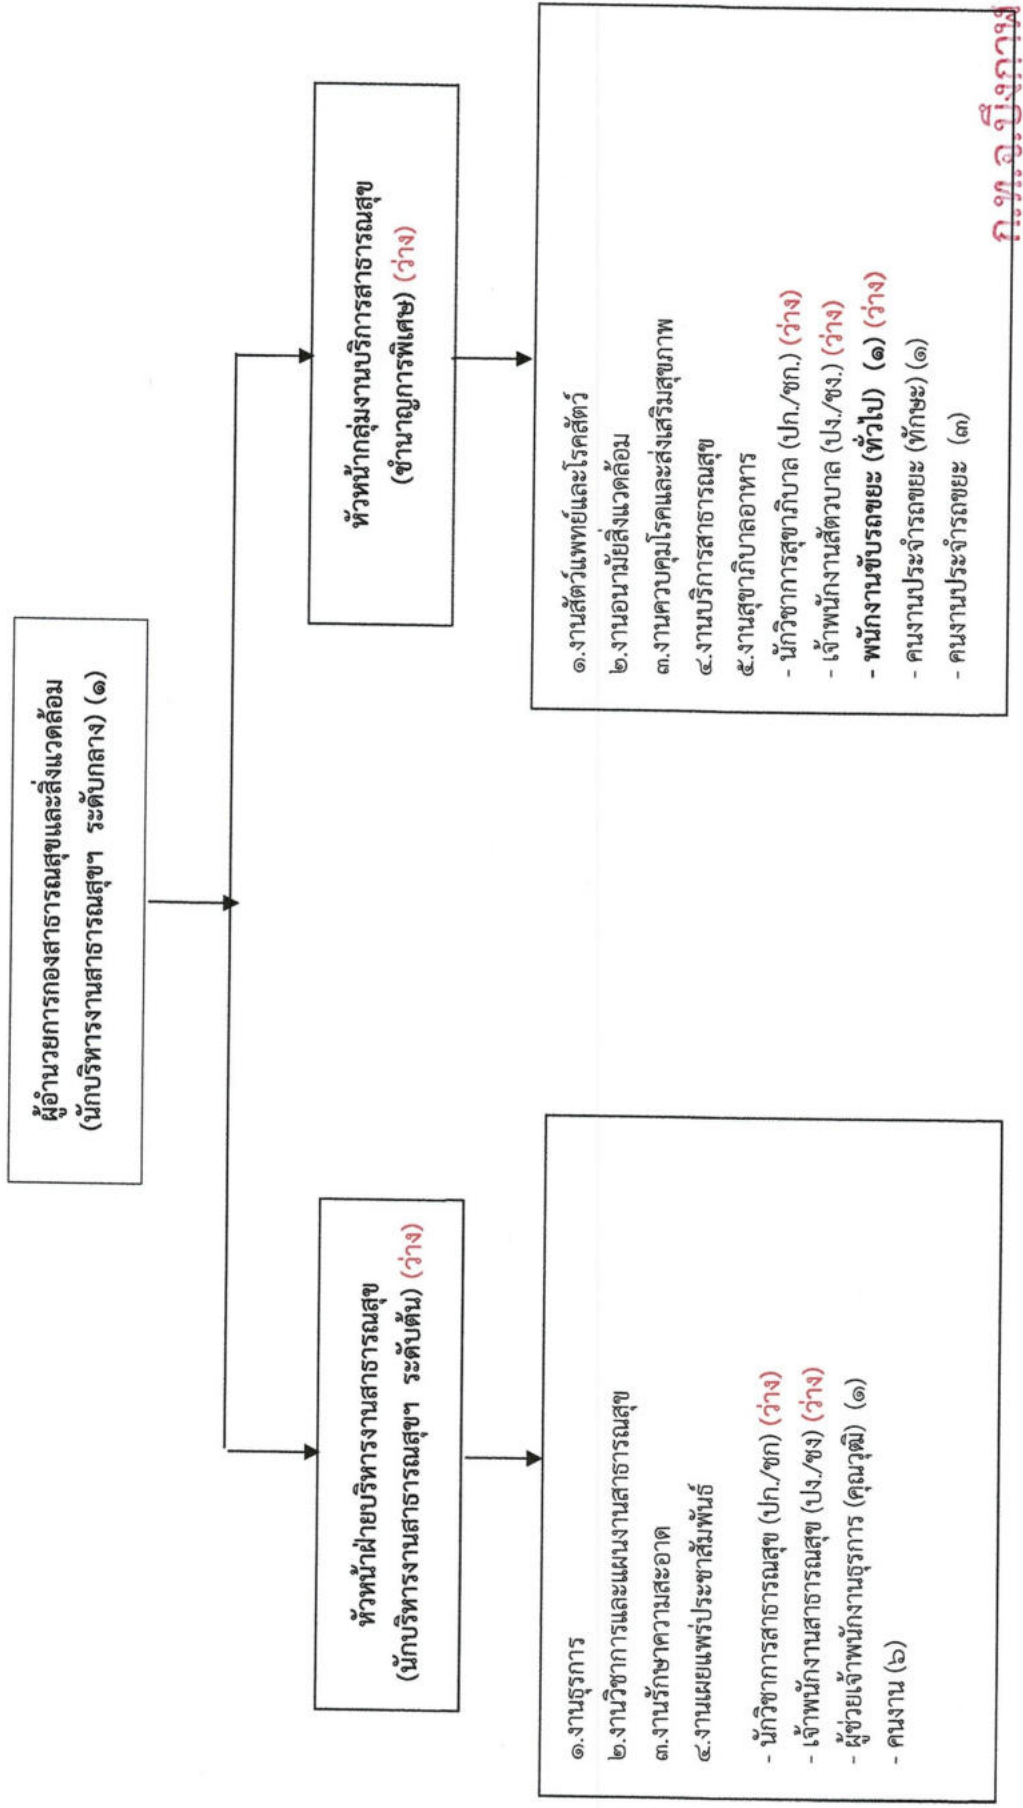 ผู้อำนวยการกองสาธารณสุขและสิ่งแวดล้อม
(นักบริหารงานสาธารณสุขฯ ระดับกลาง) (๑)
หัวหน้าฝ่ายบริหารงานสาธารณสุข
(นักบริหารงานสาธารณสุขฯ ระดับต้น) (ว่าง)
๑.งานธุรการ
๒.งานวิชาการและแผนงานสาธารณสุข
๓.งานรักษาความสะอาด
๔.งานเผยแพร่ประชาสัมพันธ์
- นักวิชาการสาธารณสุข (ปก./ชก) (ว่าง)
- เจ้าพนักงานสาธารณสุข (ปง./ชง) (ว่าง)
- ผู้ช่วยเจ้าพนักงานธุรการ (คุณวุฒิ) (๑)
- คนงาน (๖)
หัวหน้ากลุ่มงานบริการสาธารณสุข
(ชำนาญการพิเศษ) (ว่าง)
๑.งานสัตว์แพทย์และโรคสัตว์
๒.งานอนามัยสิ่งแวดล้อม
๓.งานควบคุมโรคและส่งเสริมสุขภาพ
๔.งานบริการสาธารณสุข
๕.งานสุขาภิบาลอาหาร
- นักวิชาการสุขาภิบาล (ปก./ชก.) (ว่าง)
- เจ้าพนักงานสัตวบาล (ปง./ชง.) (ว่าง)
- พนักงานขับรถขยะ (ทั่วไป) (๑) (ว่าง)
- คนงานประจำรถขยะ (ทักษะ) (๑)
- คนงานประจำรถขยะ (๓)
ก.ท.จ.บึงกาฬ